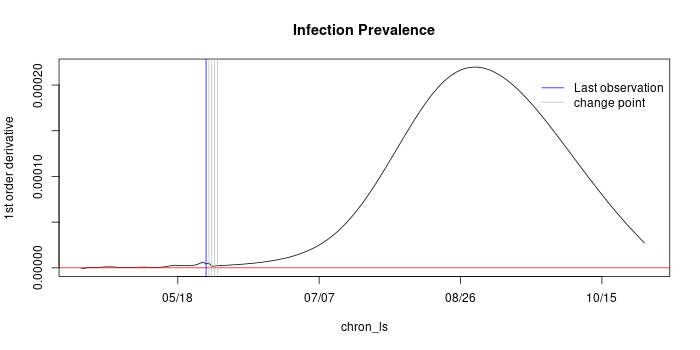 Infection Prevalence
1st order derivative
0.00020
0.00010
0.00000
Last observation
change point
05/18
07/07
08/26
10/15
chron_ls